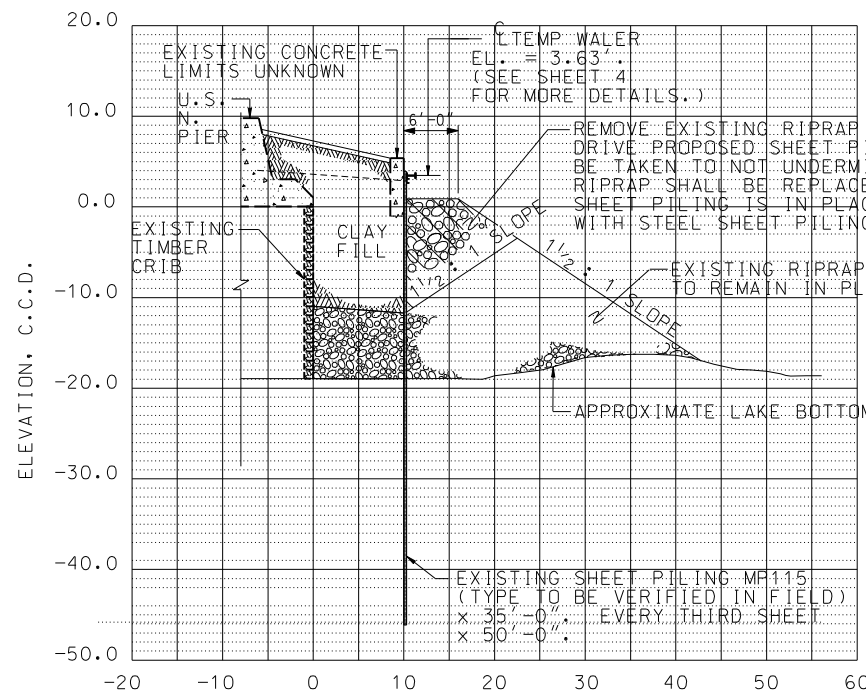 20.0
10.0
0.0
-10.0
-20.0
-30.0
-40.0
-50.0
ELEVATION, C.C.D.
-20
-10
0
10
20
30
40
50
60
EXISTING CONCRETE
LIMITS UNKNOWN
U.S.
N.
PIER
℄ TEMP WALER
EL. = 3.63'.
(SEE SHEET 4
FOR MORE DETAILS.)
6'-0"
REMOVE EXISTING RIPRAP
DRIVE PROPOSED SHEET PI
BE TAKEN TO NOT UNDERMI
RIPRAP SHALL BE REPLACE
SHEET PILING IS IN PLAC
WITH STEEL SHEET PILING
EXISTING
TIMBER
CRIB
CLAY
FILL
1 1/2 : 1 SLOPE
1 1/2 : 1 SLOPE
EXISTING RIPRAP
TO REMAIN IN PL
APPROXIMATE LAKE BOTTOM
EXISTING SHEET PILING MP115
(TYPE TO BE VERIFIED IN FIELD)
x 35'-0". EVERY THIRD SHEET
x 50'-0".